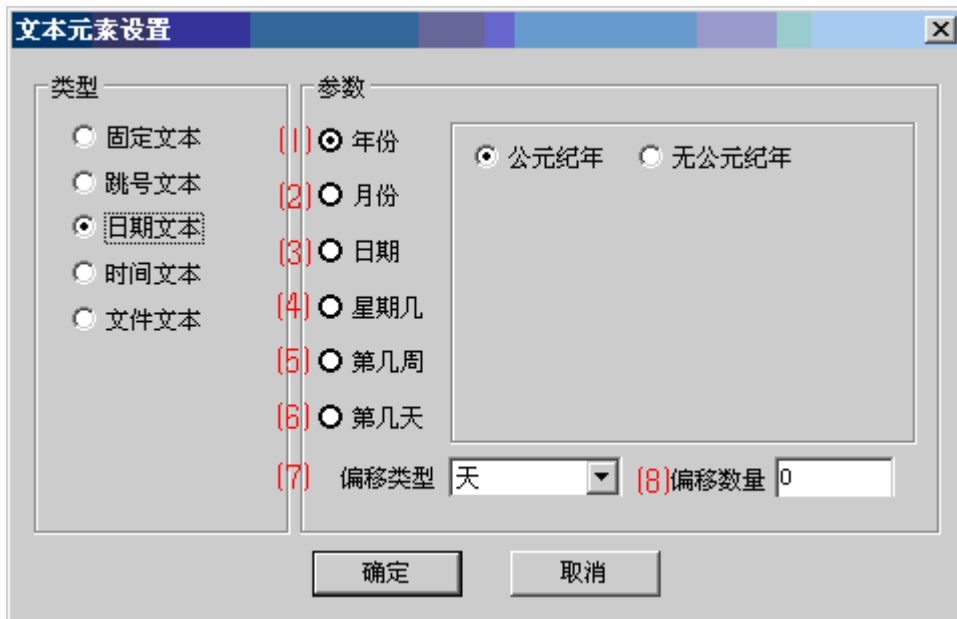 文本元素设置
类型
固定文本
跳号文本
日期文本
时间文本
文件文本
参数
(1) 年份
(2) 月份
(3) 日期
(4) 星期几
(5) 第几周
(6) 第几天
公元纪年 无公元纪年
(7) 偏移类型 天 (8) 偏移数量 0
确定 取消